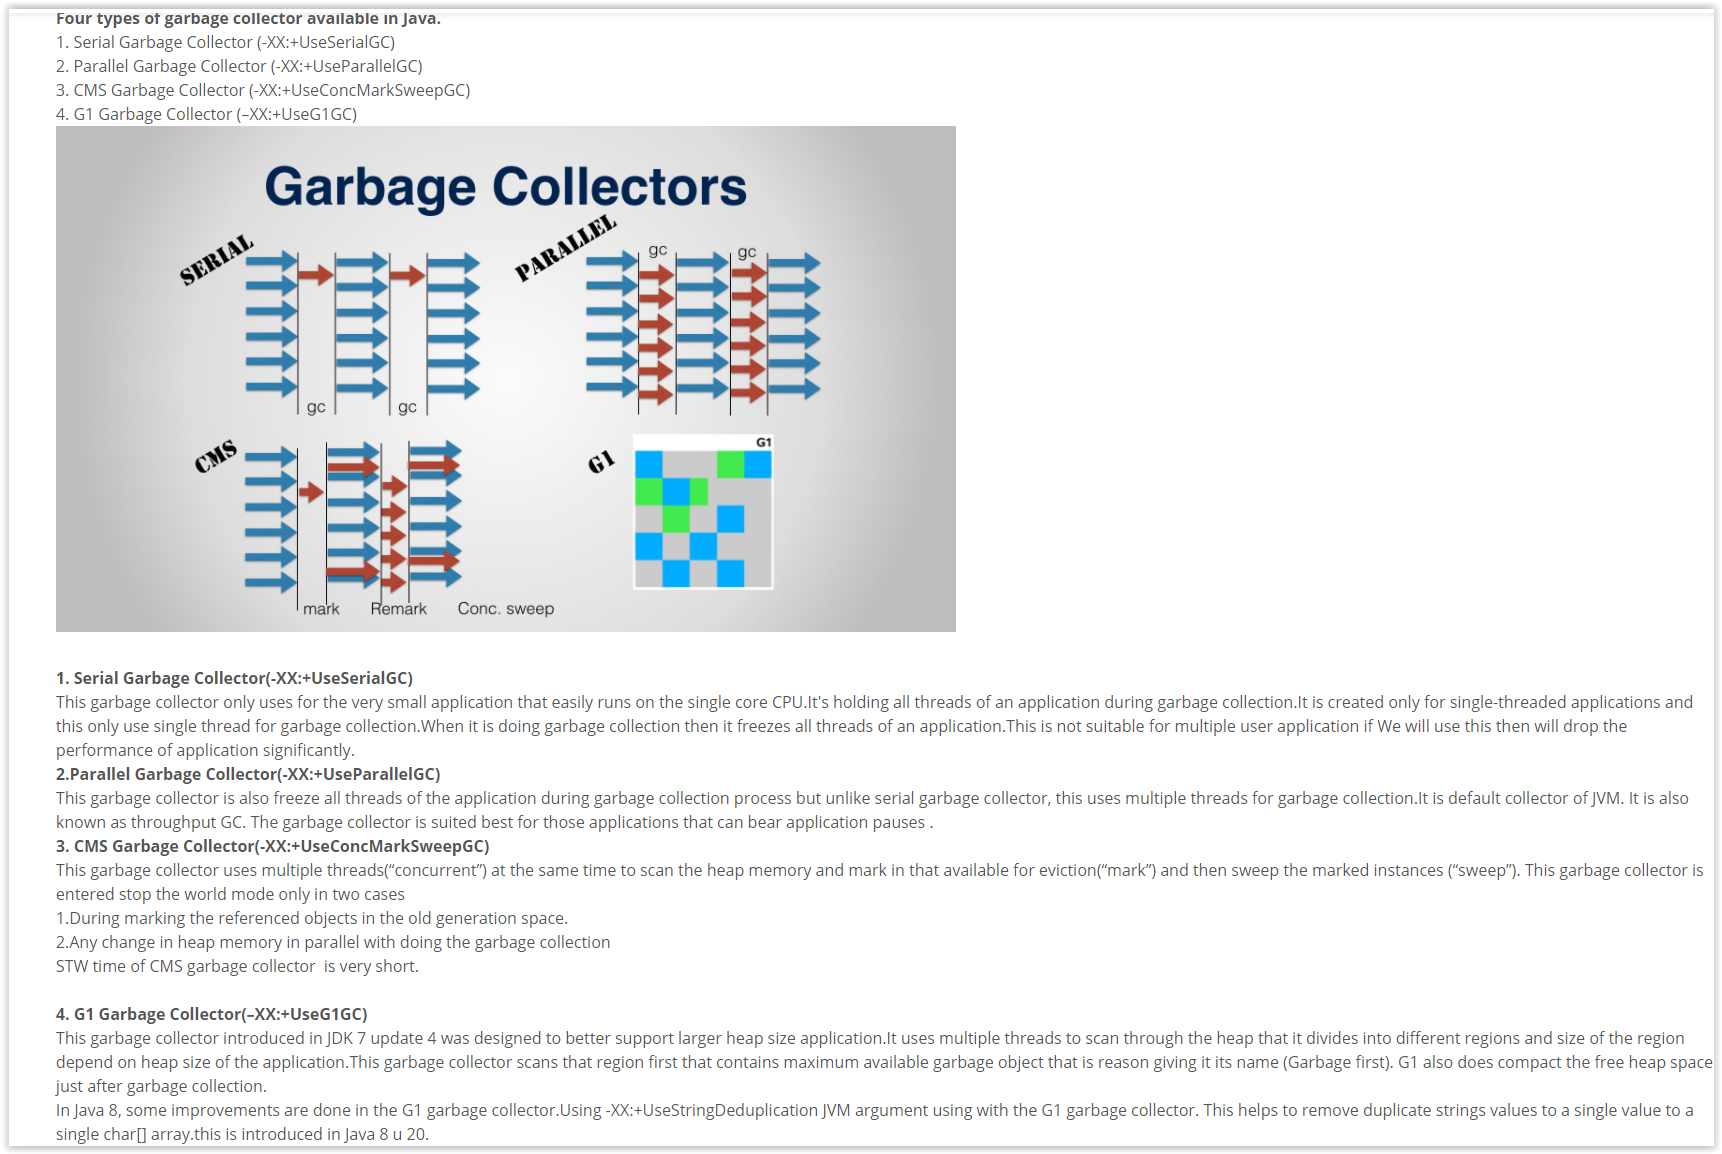 Four types of garbage collector available in Java.
1. Serial Garbage Collector (-XX:+UseSerialGC)
2. Parallel Garbage Collector (-XX:+UseParallelGC)
3. CMS Garbage Collector (-XX:+UseConcMarkSweepGC)
4. G1 Garbage Collector (–XX:+UseG1GC)
Garbage Collectors
SERIAL
gc
gc
PARALLEL
gc
gc
CMS
mark
Remark
Conc. sweep
G1
G1
1. Serial Garbage Collector(-XX:+UseSerialGC)
This garbage collector only uses for the very small application that easily runs on the single core CPU.It's holding all threads of an application during garbage collection.It is created only for single-threaded applications and
this only use single thread for garbage collection.When it is doing garbage collection then it freezes all threads of an application.This is not suitable for multiple user application if We will use this then will drop the
performance of application significantly.
2.Parallel Garbage Collector(-XX:+UseParallelGC)
This garbage collector is also freeze all threads of the application during garbage collection process but unlike serial garbage collector, this uses multiple threads for garbage collection.It is default collector of JVM. It is also
known as throughput GC. The garbage collector is suited best for those applications that can bear application pauses .
3. CMS Garbage Collector(-XX:+UseConcMarkSweepGC)
This garbage collector uses multiple threads(“concurrent”) at the same time to scan the heap memory and mark in that available for eviction(“mark”) and then sweep the marked instances (“sweep”). This garbage collector is
entered stop the world mode only in two cases
1.During marking the referenced objects in the old generation space.
2.Any change in heap memory in parallel with doing the garbage collection
STW time of CMS garbage collector  is very short.
4. G1 Garbage Collector(–XX:+UseG1GC)
This garbage collector introduced in JDK 7 update 4 was designed to better support larger heap size application.It uses multiple threads to scan through the heap that it divides into different regions and size of the region
depend on heap size of the application.This garbage collector scans that region first that contains maximum available garbage object that is reason giving it its name (Garbage first). G1 also does compact the free heap space
just after garbage collection.
In Java 8, some improvements are done in the G1 garbage collector.Using -XX:+UseStringDeduplication JVM argument using with the G1 garbage collector. This helps to remove duplicate strings values to a single value to a
single char[] array.this is introduced in Java 8 u 20.